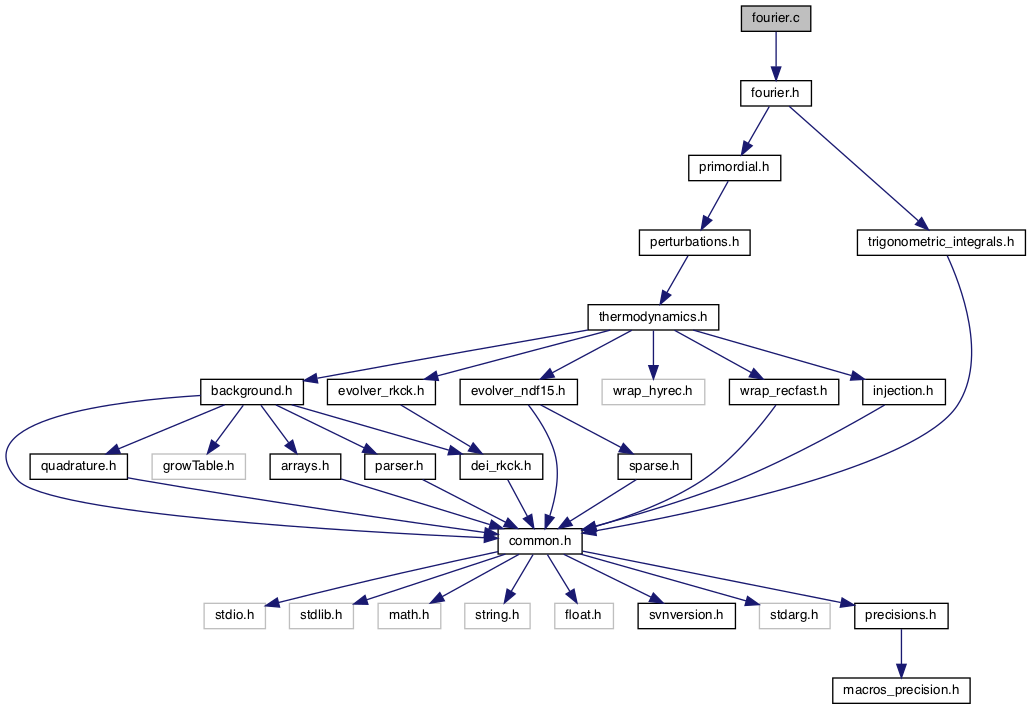 fourier.c
fourier.h
primordial.h
perturbations.h
trigonometric_integrals.h
thermodynamics.h
background.h
evolver_rkck.h
evolver_ndf15.h
wrap_hyrec.h
wrap_recfast.h
injection.h
quadrature.h
growTable.h
arrays.h
parser.h
dei_rkck.h
sparse.h
common.h
stdio.h
stdlib.h
math.h
string.h
float.h
svnversion.h
stdarg.h
precisions.h
macros_precision.h